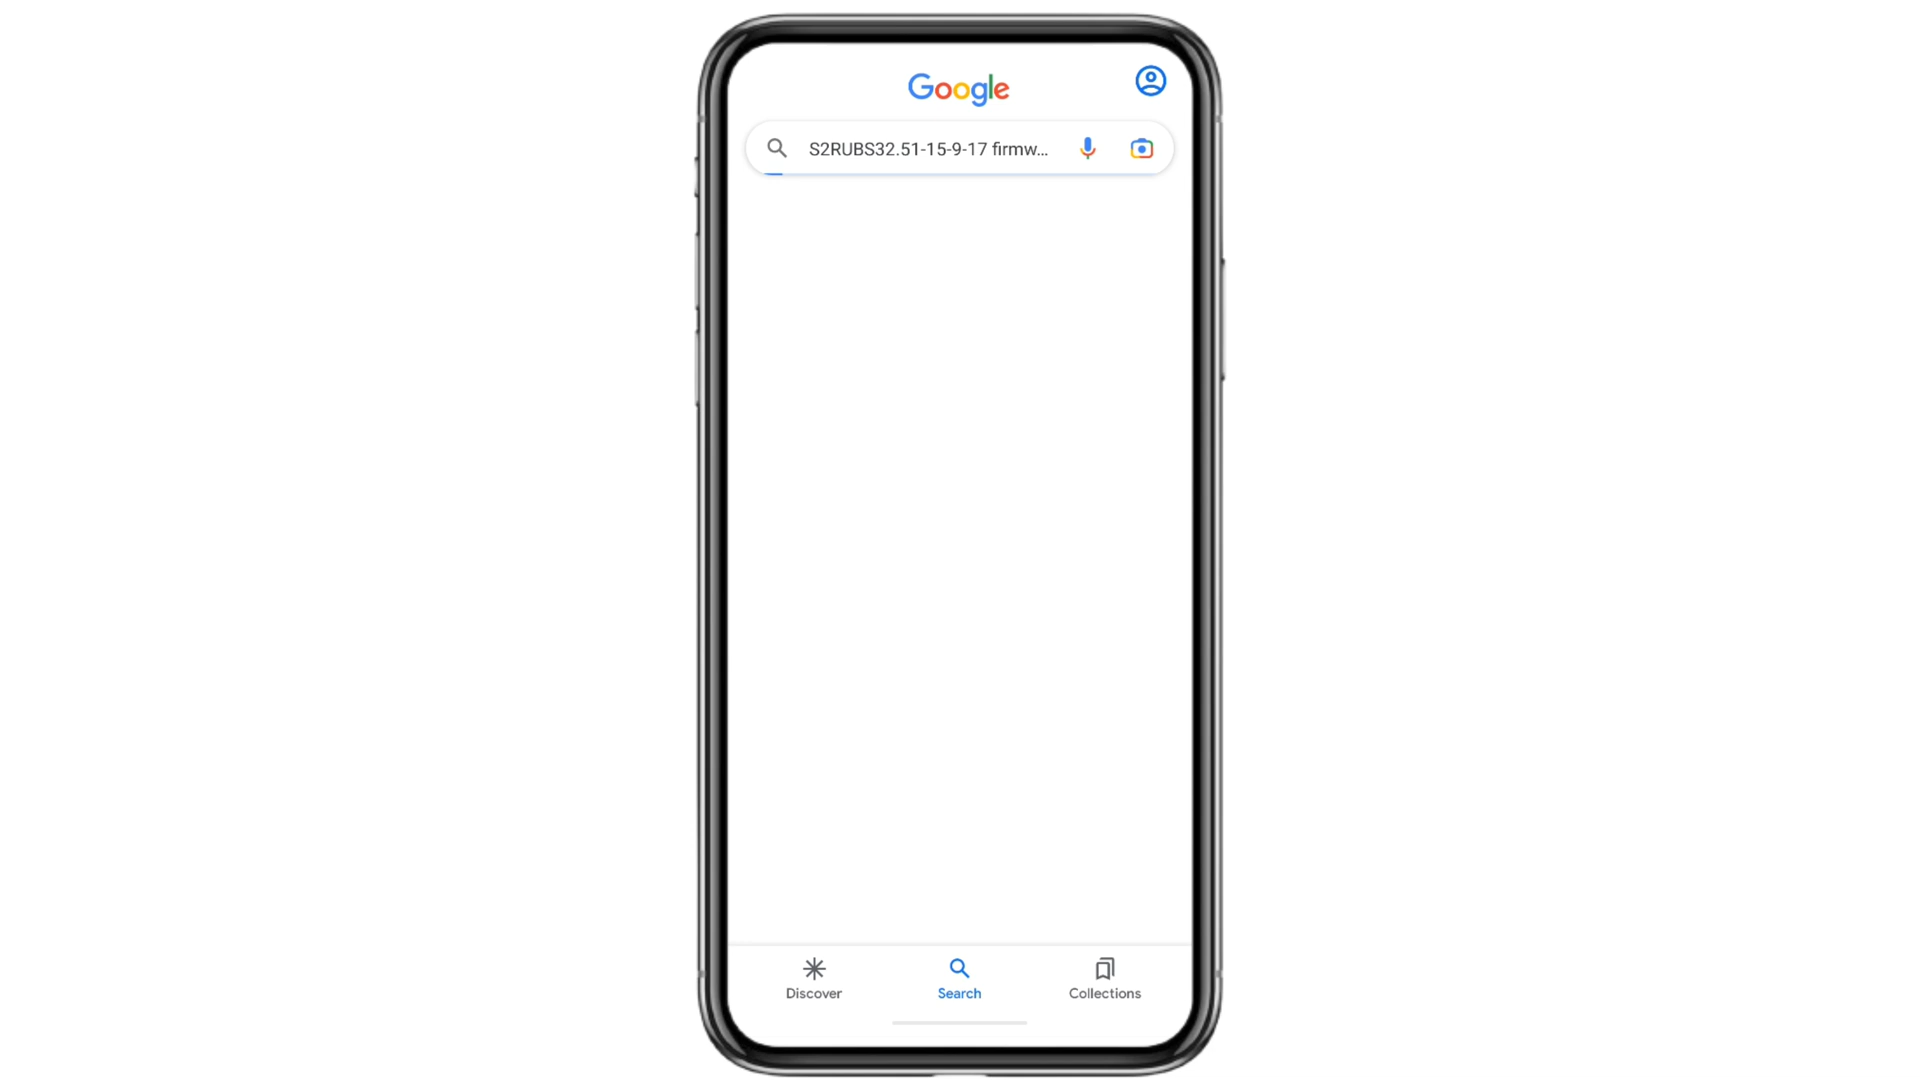 Google
S2RUBS32.51-15-9-17 firmw...
Discover
Search
Collections